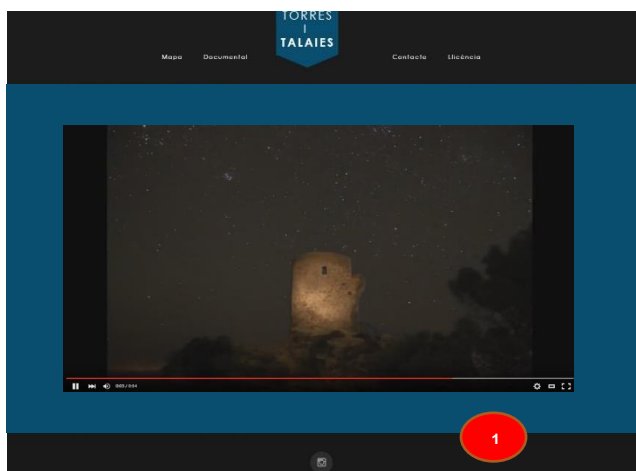 TORRES
I
TALAIES
Mapa
Documental
Contacte
Llicència
1